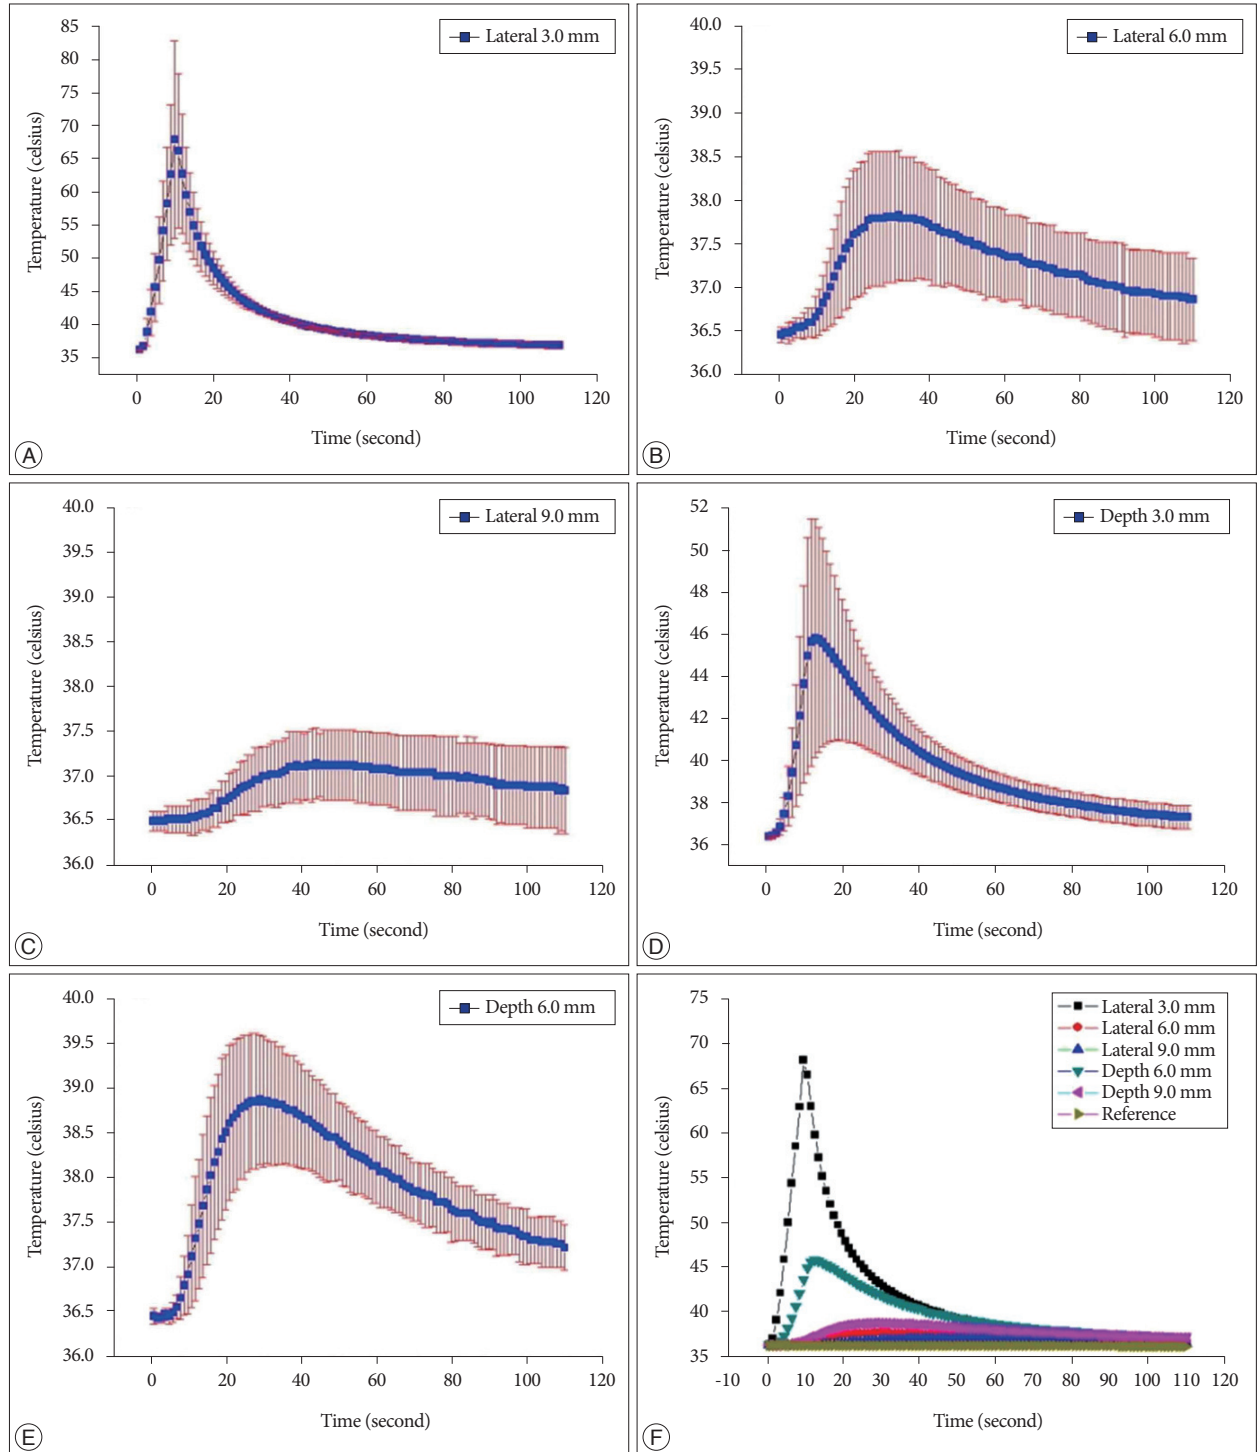 85
80
75
70
65
60
55
50
45
40
35
Temperature (celsius)
Lateral 3.0 mm
0 20 40 60 80 100 120
Time (second)
A
40.0
39.5
39.0
38.5
38.0
37.5
37.0
36.5
36.0
Temperature (celsius)
Lateral 6.0 mm
0 20 40 60 80 100 120
Time (second)
B
40.0
39.5
39.0
38.5
38.0
37.5
37.0
36.5
36.0
Temperature (celsius)
Lateral 9.0 mm
0 20 40 60 80 100 120
Time (second)
C
52
50
48
46
44
42
40
38
36
Temperature (celsius)
Depth 3.0 mm
0 20 40 60 80 100 120
Time (second)
D
40.0
39.5
39.0
38.5
38.0
37.5
37.0
36.5
36.0
Temperature (celsius)
Depth 6.0 mm
0 20 40 60 80 100 120
Time (second)
E
75
70
65
60
55
50
45
40
35
Temperature (celsius)
Lateral 3.0 mm
Lateral 6.0 mm
Lateral 9.0 mm
Depth 6.0 mm
Depth 9.0 mm
Reference
-10 0 10 20 30 40 50 60 70 80 90 100 110 120
Time (second)
F